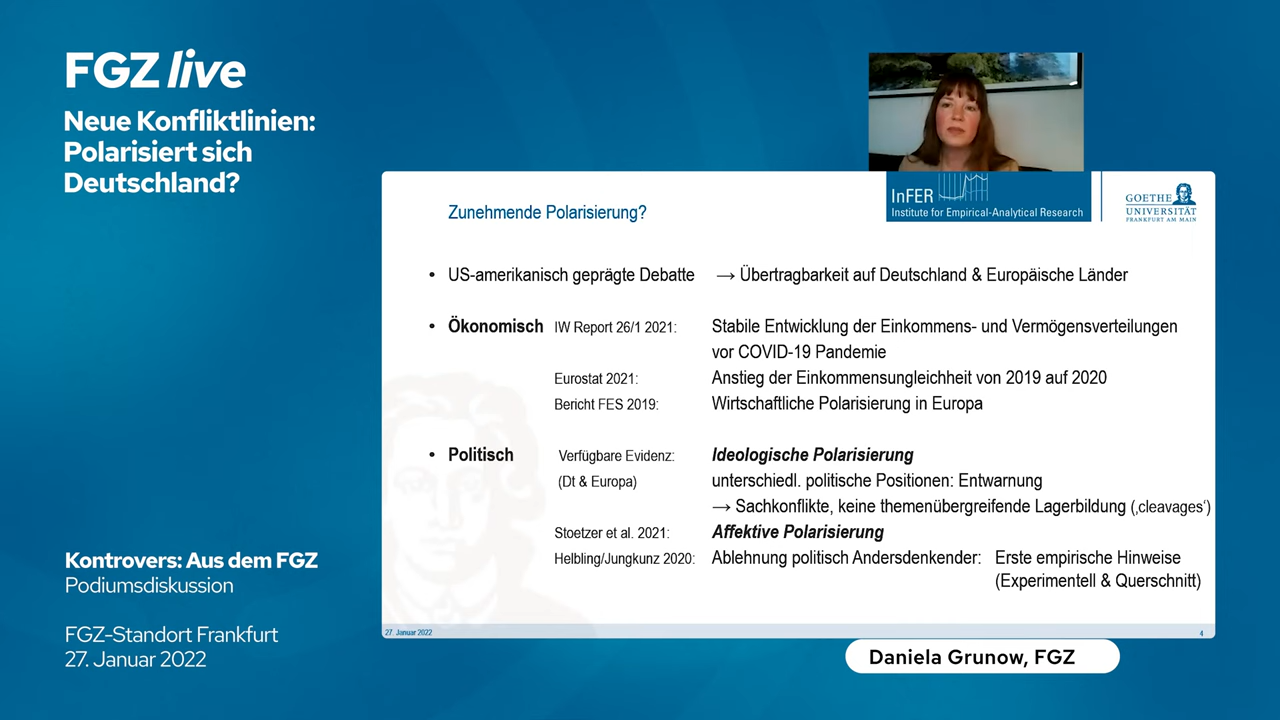 FGZ live
Neue Konfliktlinien:
Polarisiert sich
Deutschland?
InFER
Institute for Empirical-Analytical Research
GOETHE
UNIVERSITÄT
FRANKFURT AM MAIN
Zunehmende Polarisierung?
• US-amerikanisch geprägte Debatte → Übertragbarkeit auf Deutschland & Europäische Länder
• Ökonomisch IW Report 26/1 2021: Stabile Entwicklung der Einkommens- und Vermögensverteilungen
vor COVID-19 Pandemie
Eurostat 2021: Anstieg der Einkommensungleichheit von 2019 auf 2020
Bericht FES 2019: Wirtschaftliche Polarisierung in Europa
• Politisch Verfügbare Evidenz: Ideologische Polarisierung
(Dt & Europa) unterschiedl. politische Positionen: Entwarnung
→ Sachkonflikte, keine themenübergreifende Lagerbildung (‚cleavages‘)
Stoetzer et al. 2021: Affektive Polarisierung
Helbling/Jungkunz 2020: Ablehnung politisch Andersdenkender: Erste empirische Hinweise
(Experimentell & Querschnitt)
27. Januar 2022 4
Kontrovers: Aus dem FGZ
Podiumsdiskussion
FGZ-Standort Frankfurt
27. Januar 2022
Daniela Grunow, FGZ